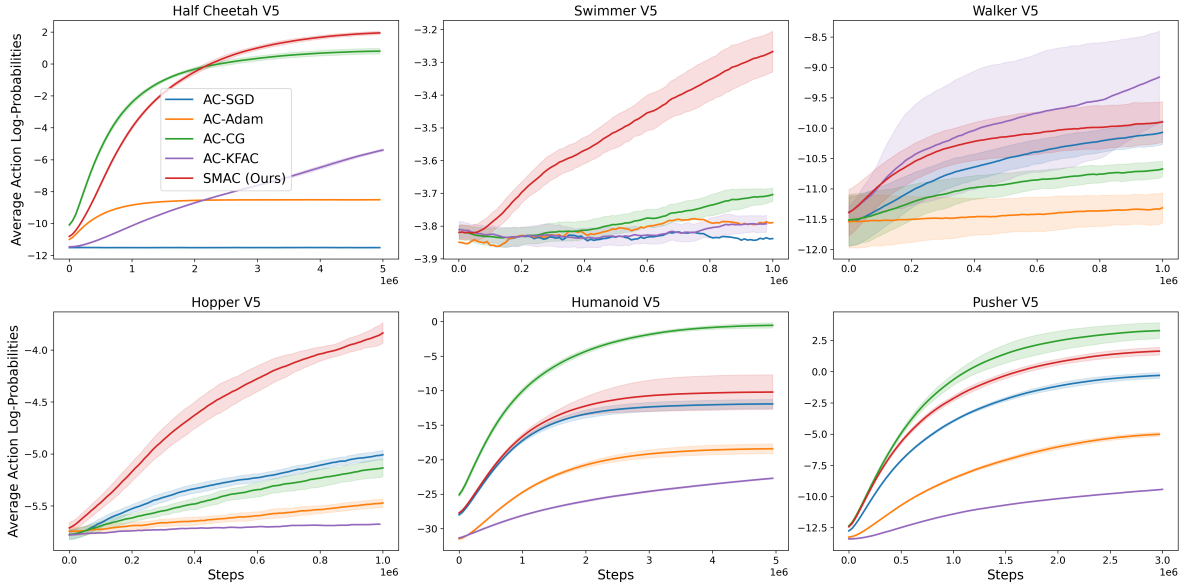 Half Cheetah V5
Swimmer V5
Walker V5
Average Action Log-Probabilities
2
0
−2
−4
−6
−8
−10
−12
AC-SGD
AC-Adam
AC-CG
AC-KFAC
SMAC (Ours)
0 1 2 3 4 5
1e6
−3.2
−3.3
−3.4
−3.5
−3.6
−3.7
−3.8
−3.9
0.0 0.2 0.4 0.6 0.8 1.0
1e6
−8.5
−9.0
−9.5
−10.0
−10.5
−11.0
−11.5
−12.0
0.0 0.2 0.4 0.6 0.8 1.0
1e6
Hopper V5
Humanoid V5
Pusher V5
Average Action Log-Probabilities
−4.0
−4.5
−5.0
−5.5
0.0 0.2 0.4 0.6 0.8 1.0
1e6
Steps
0
−5
−10
−15
−20
−25
−30
0 1 2 3 4 5
1e6
Steps
2.5
0.0
−2.5
−5.0
−7.5
−10.0
−12.5
0.0 0.5 1.0 1.5 2.0 2.5 3.0
1e6
Steps